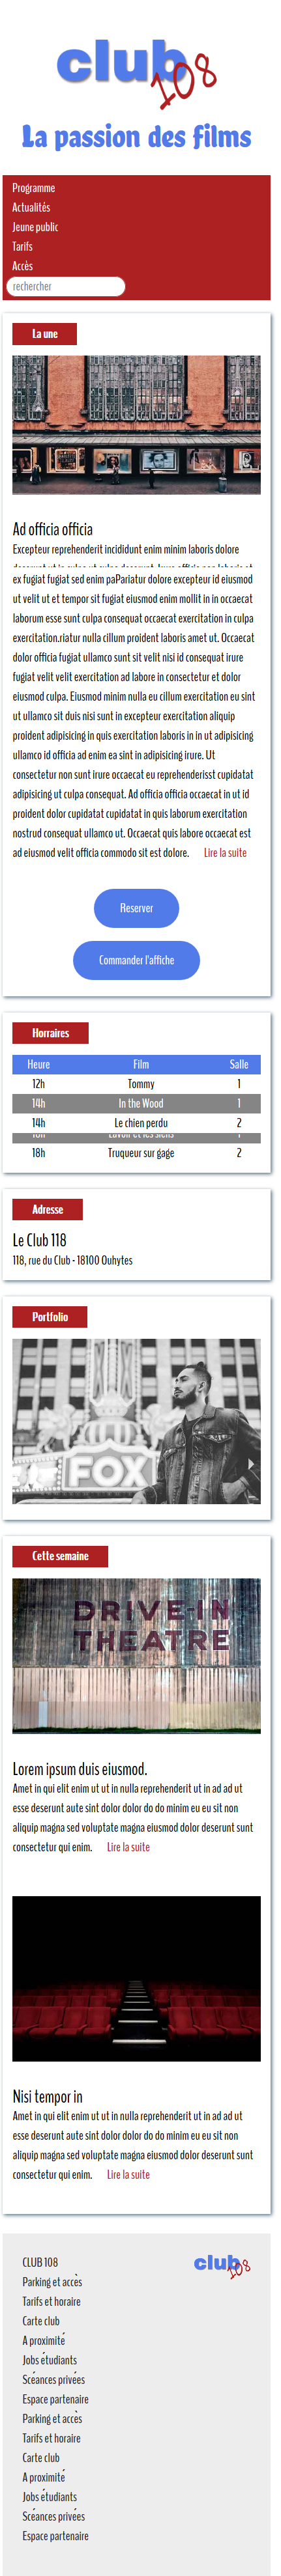 club
108
La passion des films
Programme
Actualités
Jeune public
Tarifs
Accès
rechercher
La une
Ad officia officia
Excepteur reprehenderit incididunt enim minim laboris dolore
ex fugiat fugiat sed enim paPariatur dolore excepteur id eiusmod
ut velit ut et tempor sit fugiat eiusmod enim mollit in in occaecat
laborum esse sunt culpa consequat occaecat exercitation in culpa
exercitation.riatur nulla cillum proident laboris amet ut. Occaecat
dolor officia fugiat ullamco sunt sit velit nisi id consequat irure
fugiat velit velit exercitation ad labore in consectetur et dolor
eiusmod culpa. Eiusmod minim nulla eu cillum exercitation eu sint
ut ullamco sit duis nisi sunt in excepteur exercitation aliquip
proident adipisicing in quis exercitation laboris in in ut adipisicing
ullamco id officia ad enim ea sint in adipisicing irure. Ut
consectetur non sunt irure occaecat eu reprehenderisst cupidatat
adipisicing ut culpa consequat. Ad officia officia occaecat in ut id
proident dolor cupidatat cupidatat in quis laborum exercitation
nostrud consequat ullamco ut. Occaecat quis labore occaecat est
ad eiusmod velit officia commodo sit est dolore. Lire la suite
Reserver
Commander l'affiche
Horraires
Heure Film Salle
12h Tommy 1
14h In the Wood 1
14h Le chien perdu 2
18h Truqueur sur gage 2
Adresse
Le Club 118
118, rue du Club - 18100 Ouhytes
Portfolio
FOX
Cette semaine
DRIVE-IN
THEATRE
Lorem ipsum duis eiusmod.
Amet in qui elit enim ut ut in nulla reprehenderit ut in ad ad ut
esse deserunt aute sint dolor dolor do do minim eu eu sit non
aliquip magna sed voluptate magna eiusmod dolor deserunt sunt
consectetur qui enim. Lire la suite
Nisi tempor in
Amet in qui elit enim ut ut in nulla reprehenderit ut in ad ad ut
esse deserunt aute sint dolor dolor do do minim eu eu sit non
aliquip magna sed voluptate magna eiusmod dolor deserunt sunt
consectetur qui enim. Lire la suite
CLUB 108
club
108
Parking et accès
Tarifs et horaire
Carte club
A proximité
Jobs étudiants
Scéances privées
Espace partenaire
Parking et accès
Tarifs et horaire
Carte club
A proximité
Jobs étudiants
Scéances privées
Espace partenaire